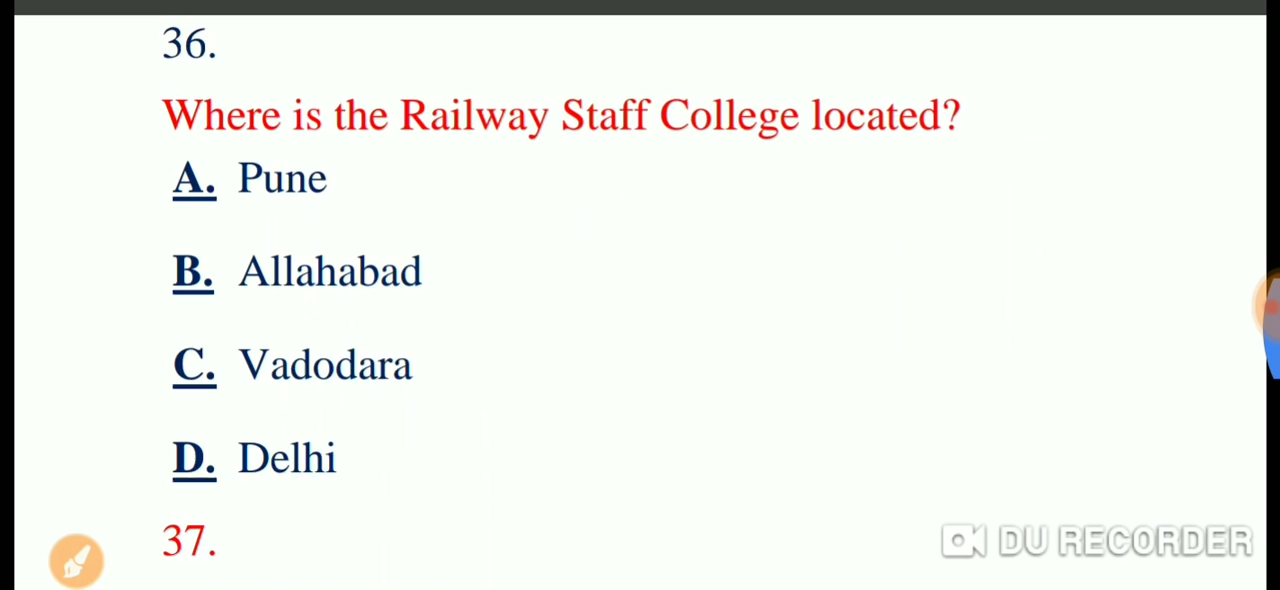 36.
Where is the Railway Staff College located?
A. Pune
B. Allahabad
C. Vadodara
D. Delhi
37.
DU RECORDER